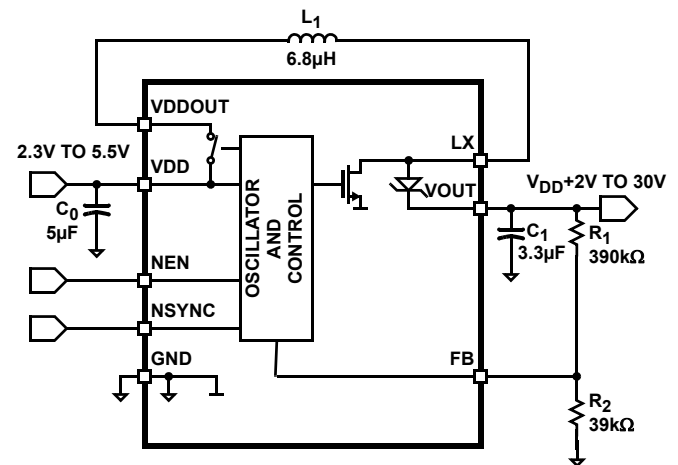 L1
6.8µH
VDDOUT
2.3V TO 5.5V
VDD
LX
VOUT
VDD+2V TO 30V
C0
5µF
OSCILLATOR
AND
CONTROL
C1
3.3µF
R1
390kΩ
NEN
NSYNC
GND
FB
R2
39kΩ